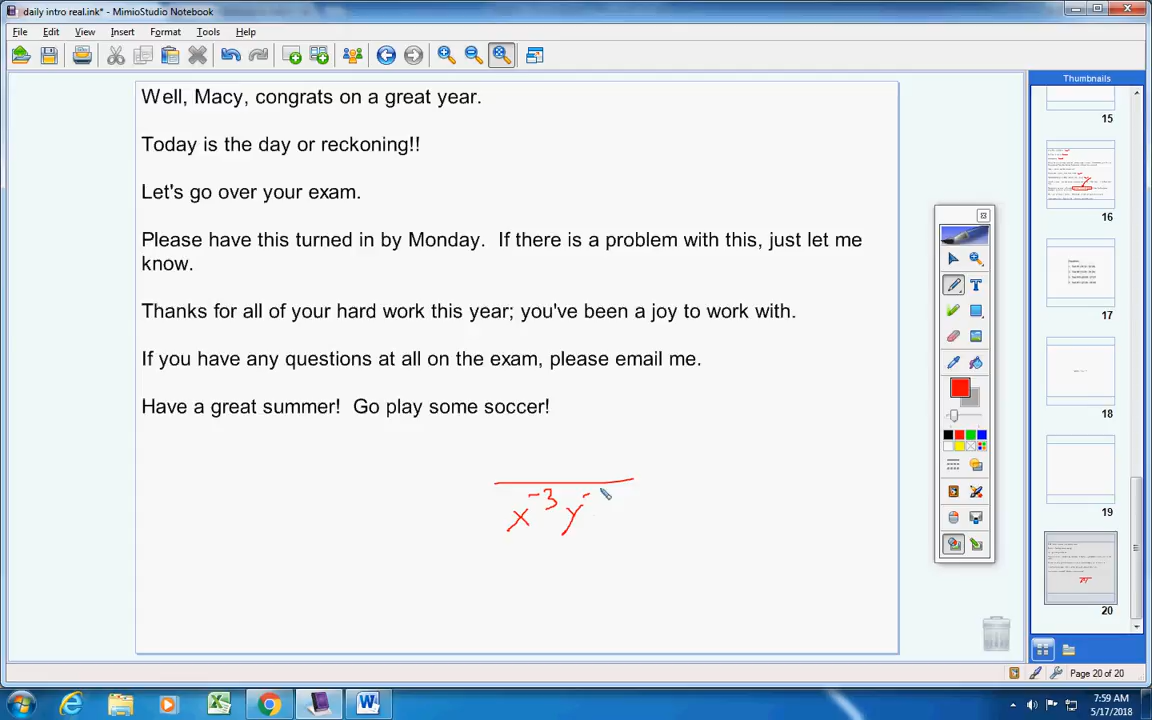 daily intro real.ink* - MimioStudio Notebook
File Edit View Insert Format Tools Help
Well, Macy, congrats on a great year.
Today is the day or reckoning!!
Let's go over your exam.
Please have this turned in by Monday. If there is a problem with this, just let me
know.
Thanks for all of your hard work this year; you've been a joy to work with.
If you have any questions at all on the exam, please email me.
Have a great summer! Go play some soccer!
x⁻³ y⁻
T
Thumbnails
15
16
17
18
19
20
Page 20 of 20
7:59 AM
5/17/2018